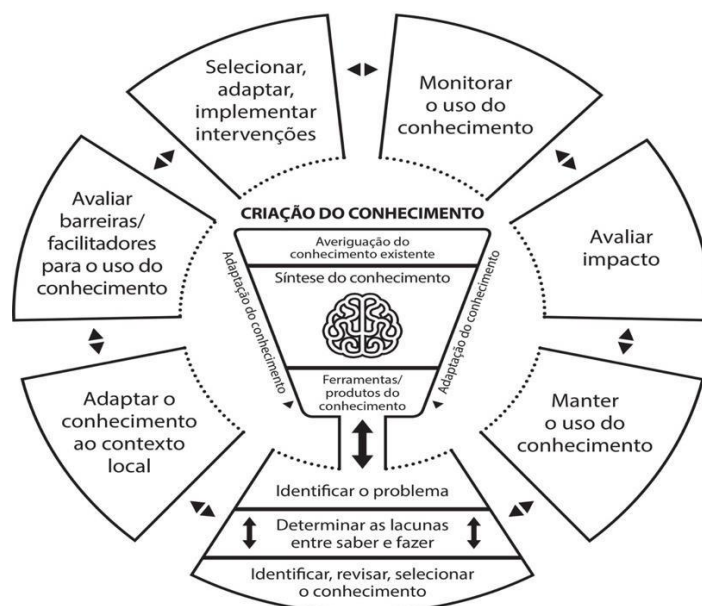 Selecionar,
adaptar,
implementar
intervenções
Monitorar
o uso do
conhecimento
Avaliar
barreiras/
facilitadores
para o uso do
conhecimento
CRIAÇÃO DO CONHECIMENTO
Averiguação do
conhecimento existente
Síntese do conhecimento
Ferramentas/
produtos do
conhecimento
Adaptação do conhecimento
Adaptação do conhecimento
Avaliar
impacto
Adaptar o
conhecimento
ao contexto
local
Manter
o uso do
conhecimento
Identificar o problema
Determinar as lacunas
entre saber e fazer
Identificar, revisar, selecionar
o conhecimento